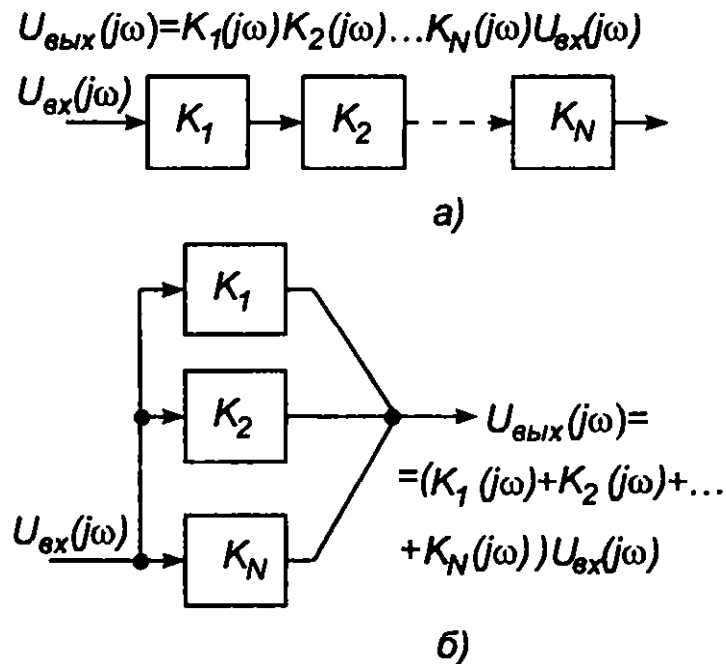 Uвых(jω)=K1(jω)K2(jω)...KN(jω)Uвх(jω)
Uвх(jω)
K1
K2
KN
а)
K1
K2
Uвых(jω)=
=(K1(jω)+K2(jω)+...
Uвх(jω)
KN
+KN(jω))Uвх(jω)
б)